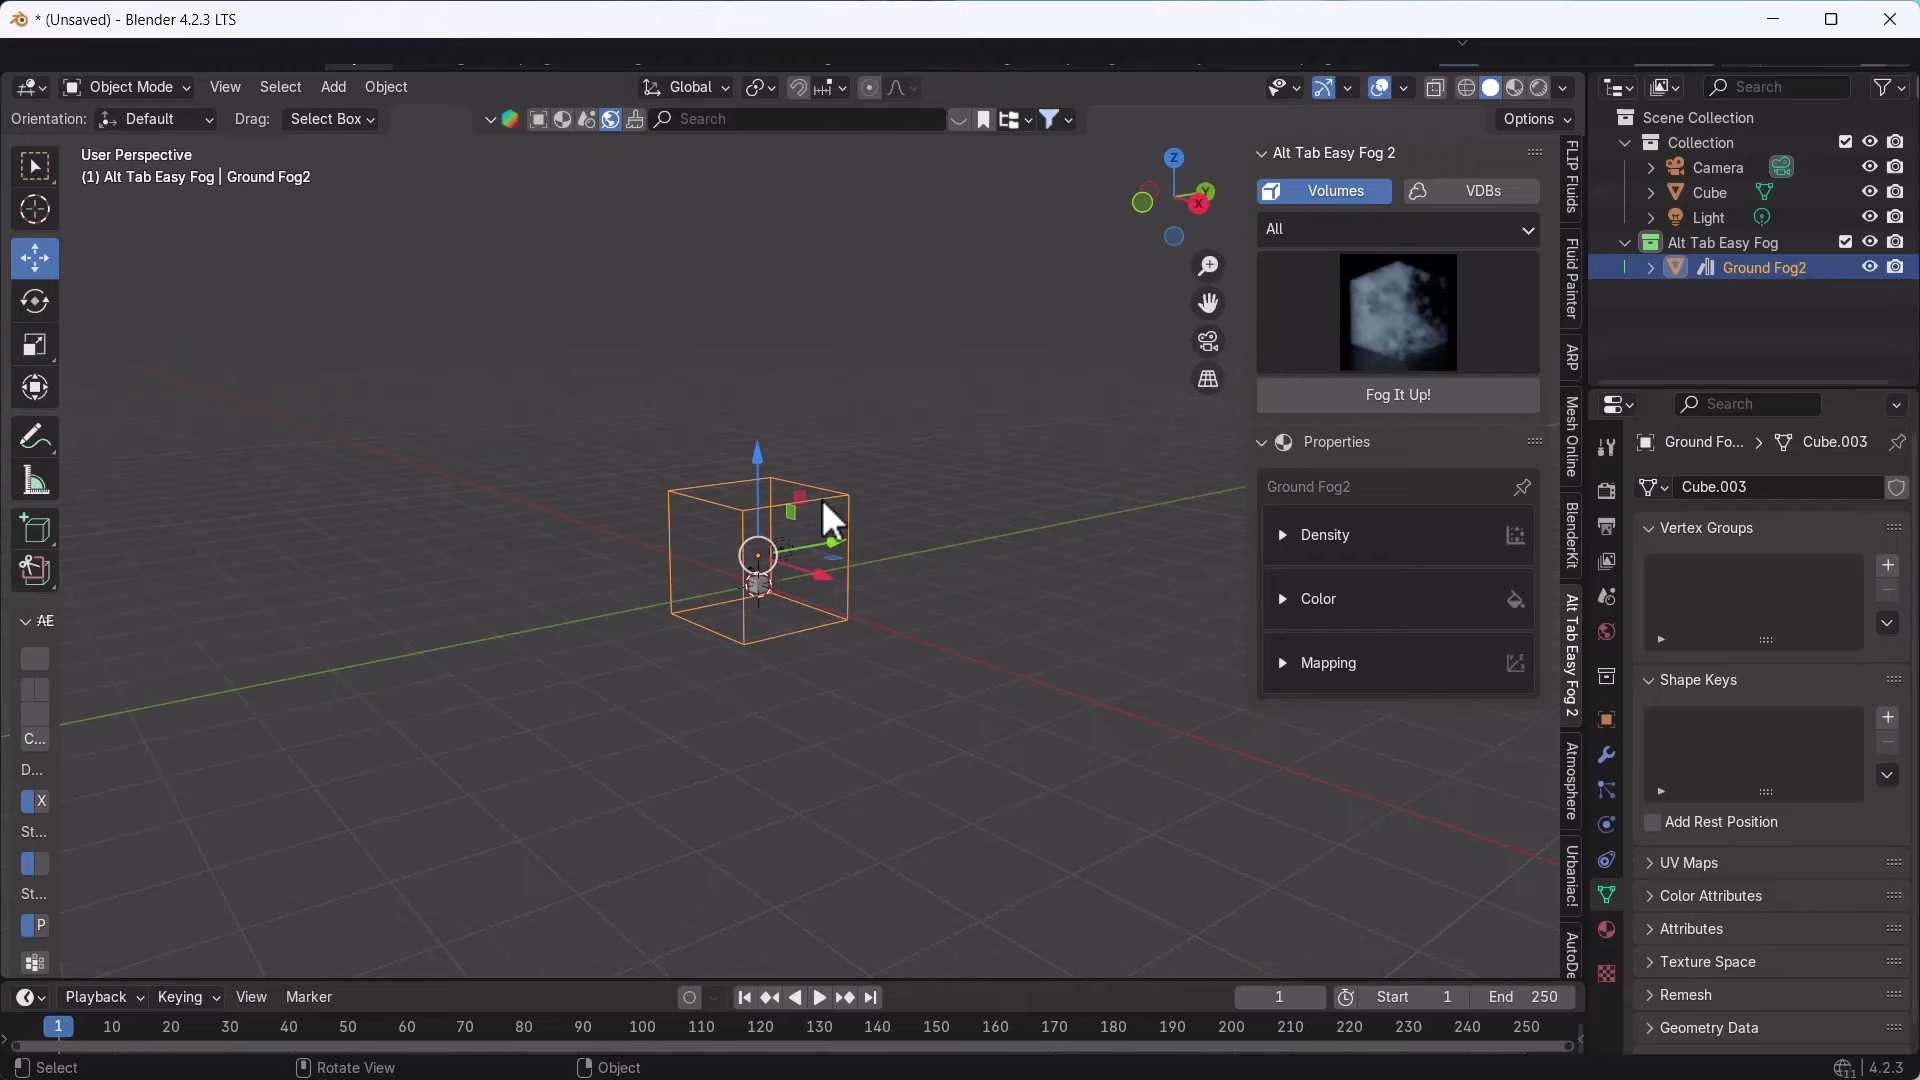 * (Unsaved) - Blender 4.2.3 LTS
Object Mode View Select Add Object Global
Orientation: Default Drag: Select Box Search Options
User Perspective
(1) Alt Tab Easy Fog | Ground Fog2
Z
Y
X
AE
C...
D...
X
St...
St...
P
Alt Tab Easy Fog 2
Volumes VDBs
All
Fog It Up!
Properties
Ground Fog2
Density
Color
Mapping
FLIP Fluids
Fluid Painter
ARP
Mesh Online
BlenderKit
Alt Tab Easy Fog 2
Atmosphere
Urbaniac!
AutoDe
Search
Scene Collection
Collection
Camera
Cube
Light
Alt Tab Easy Fog
Ground Fog2
Search
Ground Fo... > Cube.003
Cube.003
Vertex Groups
Shape Keys
Add Rest Position
UV Maps
Color Attributes
Attributes
Texture Space
Remesh
Geometry Data
Playback Keying View Marker 1 Start 1 End 250
1 10 20 30 40 50 60 70 80 90 100 110 120 130 140 150 160 170 180 190 200 210 220 230 240 250
Select Rotate View Object 11 4.2.3